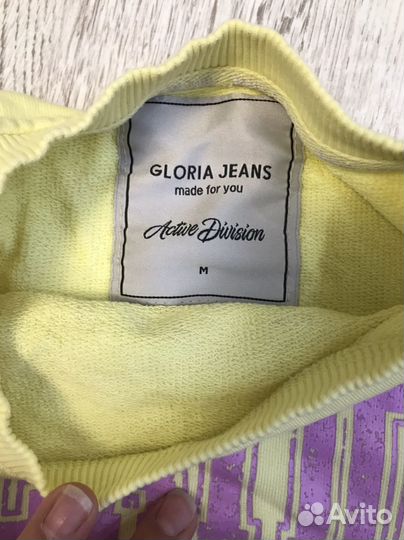 GLORIA JEANS
made for you
Active Division
M
Avito